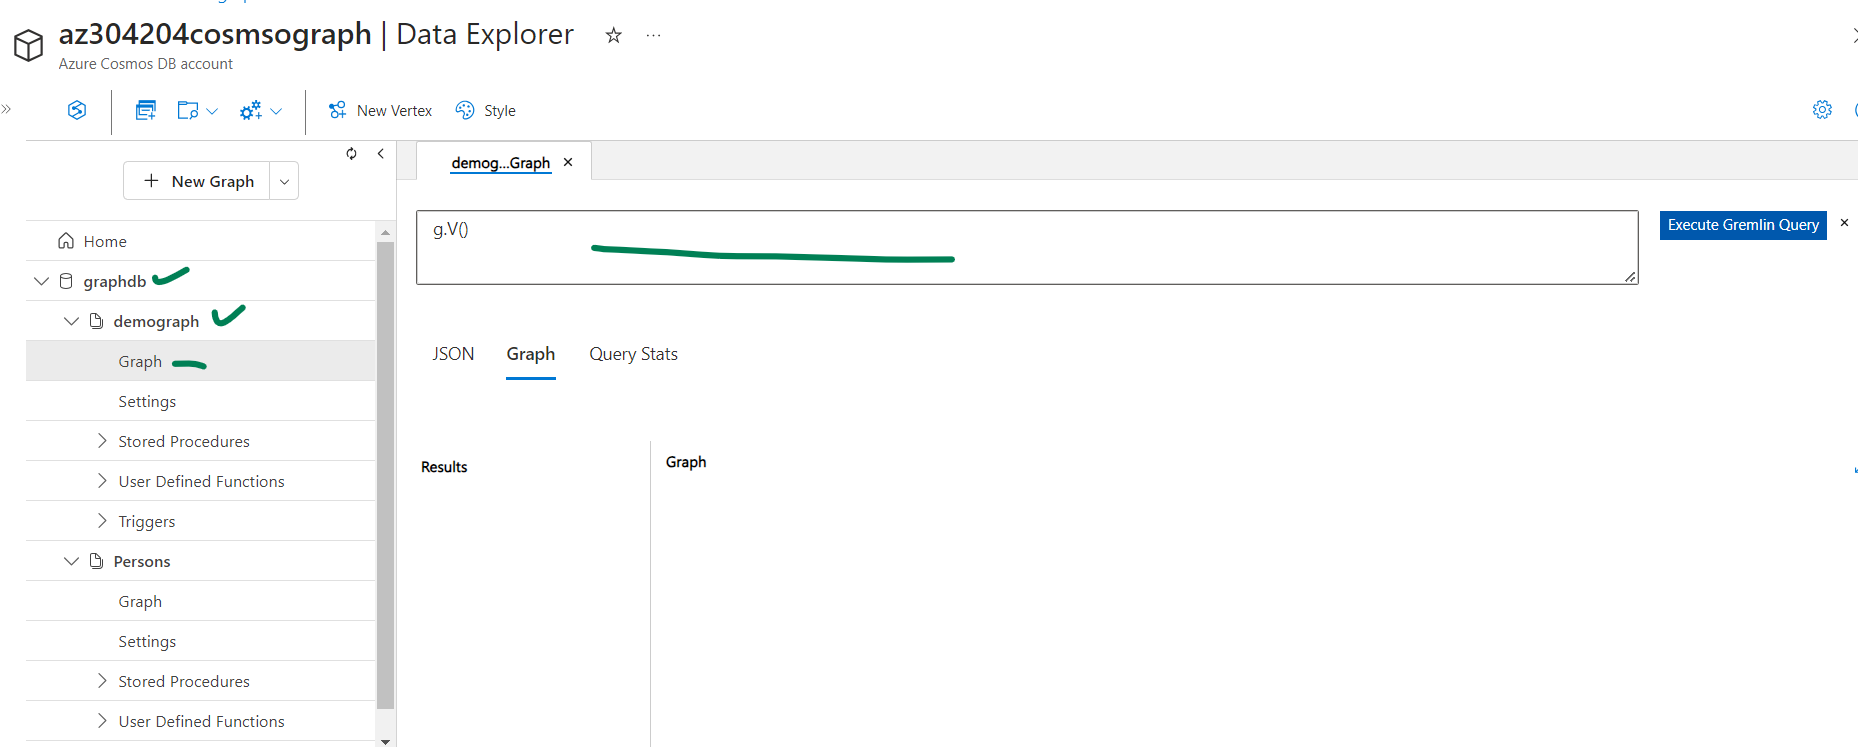 az304204cosmsograph | Data Explorer
Azure Cosmos DB account
New Vertex
Style
New Graph
Home
graphdb
demograph
Graph
Settings
Stored Procedures
User Defined Functions
Triggers
Persons
Graph
Settings
Stored Procedures
User Defined Functions
demog...Graph
g.V()
Execute Gremlin Query
JSON
Graph
Query Stats
Results
Graph